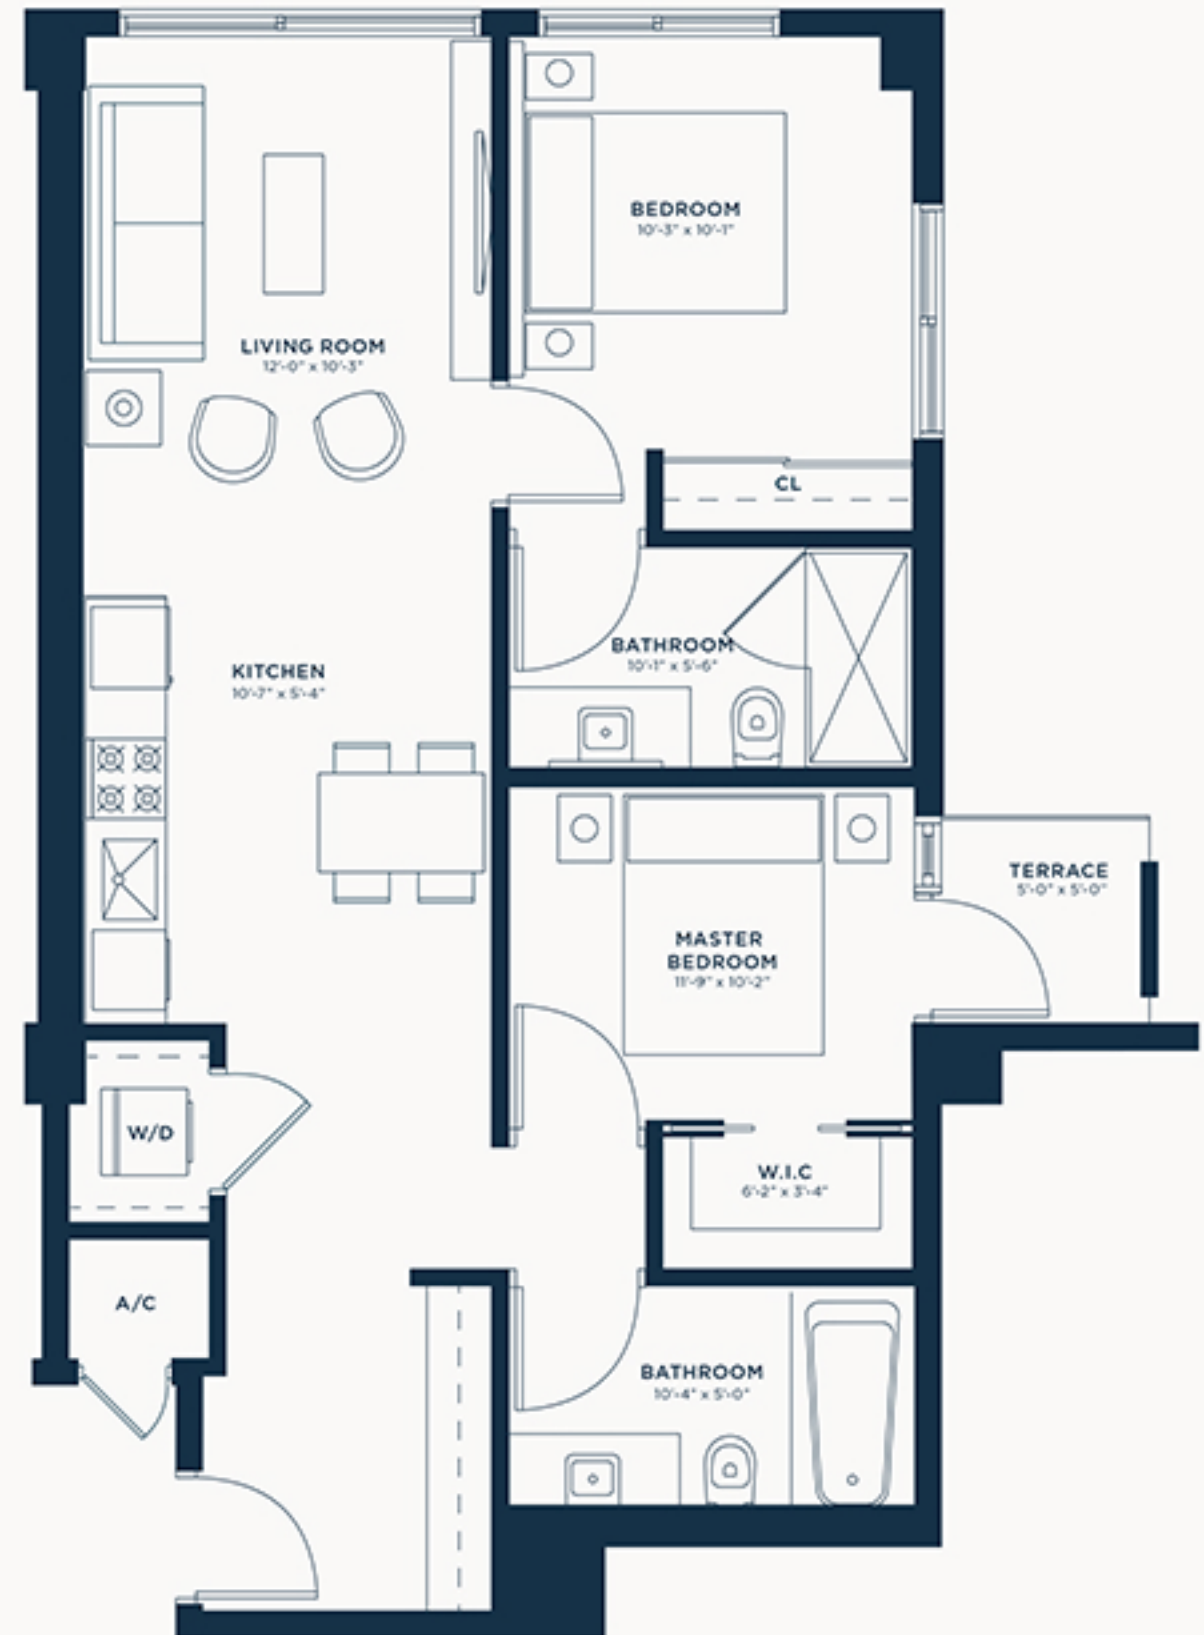 BEDROOM
10'-3" x 10'-1"
LIVING ROOM
12'-0" x 10'-3"
CL
BATHROOM
10'-1" x 5'-6"
KITCHEN
10'-7" x 5'-4"
TERRACE
5'-0" x 5'-0"
MASTER
BEDROOM
11'-9" x 10'-2"
W/D
W.I.C
6'-2" x 3'-4"
A/C
BATHROOM
10'-4" x 5'-0"